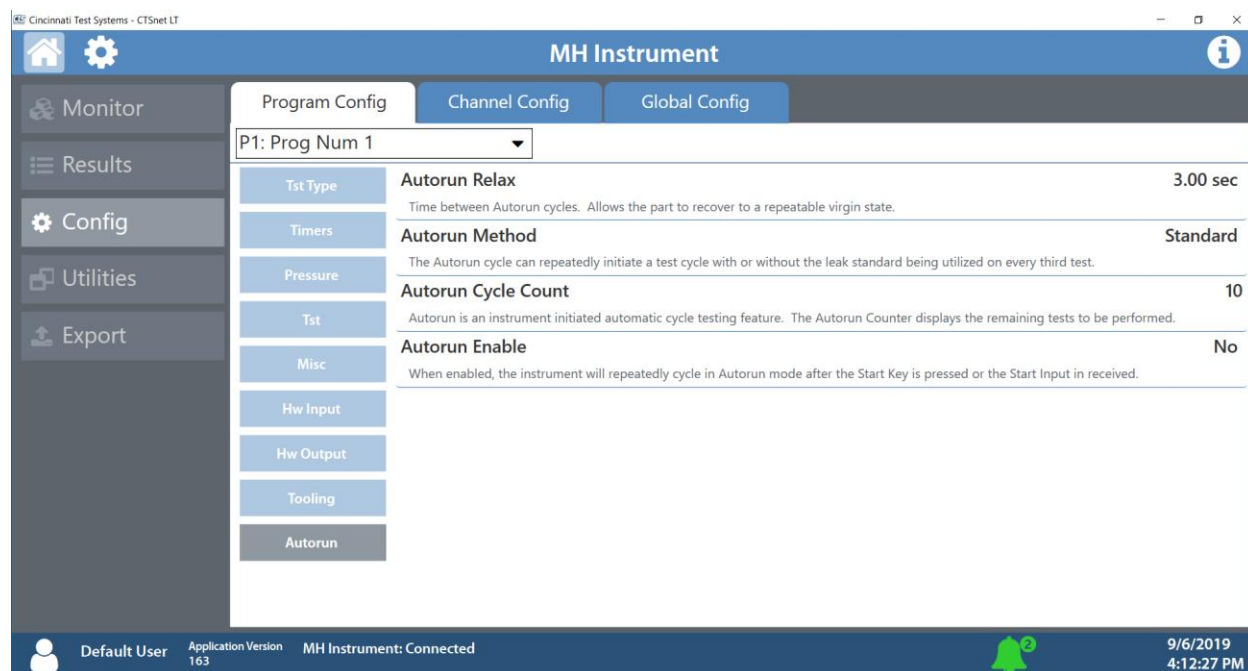 Cincinnati Test Systems - CTSnet LT
MH Instrument
Monitor
Results
Config
Utilities
Export
Program Config
Channel Config
Global Config
P1: Prog Num 1
Tst Type
Timers
Pressure
Tst
Misc
Hw Input
Hw Output
Tooling
Autorun
Autorun Relax 3.00 sec
Time between Autorun cycles. Allows the part to recover to a repeatable virgin state.
Autorun Method Standard
The Autorun cycle can repeatedly initiate a test cycle with or without the leak standard being utilized on every third test.
Autorun Cycle Count 10
Autorun is an instrument initiated automatic cycle testing feature. The Autorun Counter displays the remaining tests to be performed.
Autorun Enable No
When enabled, the instrument will repeatedly cycle in Autorun mode after the Start Key is pressed or the Start Input in received.
Default User
Application Version
163
MH Instrument: Connected
2
9/6/2019
4:12:27 PM